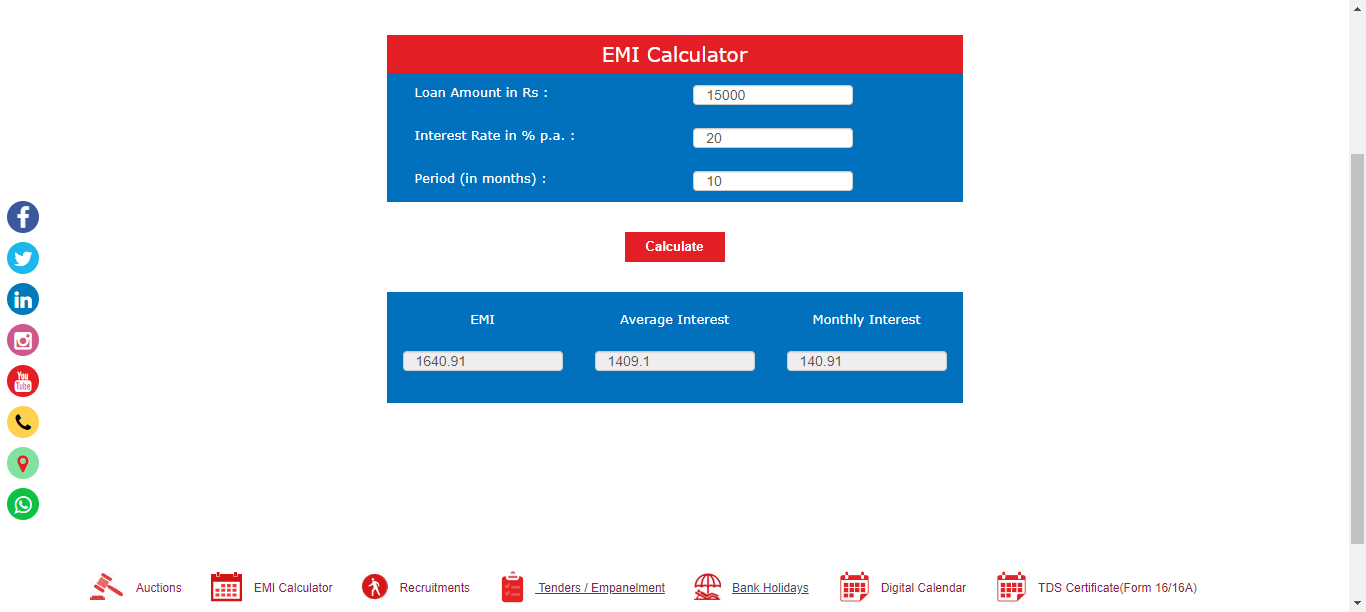 EMI Calculator
Loan Amount in Rs : 15000
Interest Rate in % p.a. : 20
Period (in months) : 10
Calculate
EMI Average Interest Monthly Interest
1640.91 1409.1 140.91
You
Tube
Auctions EMI Calculator Recruitments Tenders / Empanelment Bank Holidays Digital Calendar TDS Certificate(Form 16/16A)